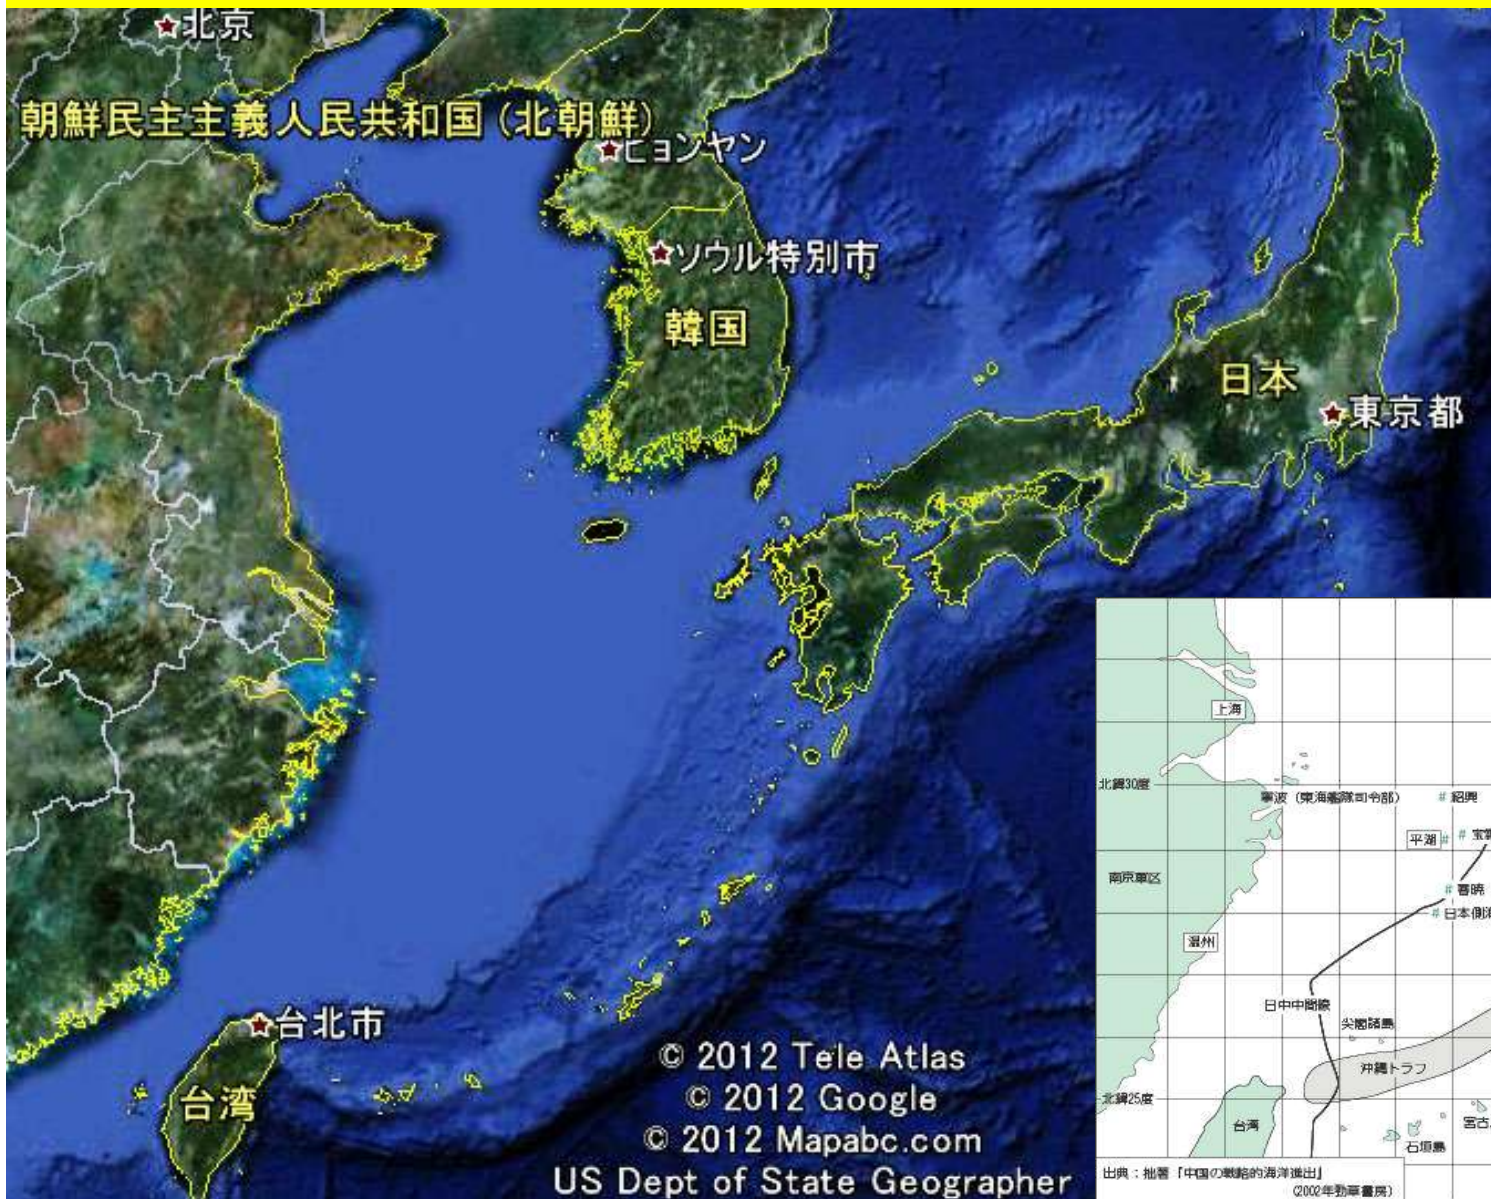 北京
朝鮮民主主義人民共和国(北朝鮮)
ピョンヤン
ソウル特別市
韓国
日本
東京都
台北市
台湾
© 2012 Tele Atlas
© 2012 Google
© 2012 Mapabc.com
US Dept of State Geographer
上海
北緯30度
寧波(東海艦隊司令部)
# 紹興
平湖 #
#
南京軍区
# 春暁
# 日本側
温州
日中中間線
尖閣諸島
沖縄トラフ
北緯25度
台湾
宮古
石垣島
出典:拙著「中国の戦略的海洋進出」
(2002年勁草書房)